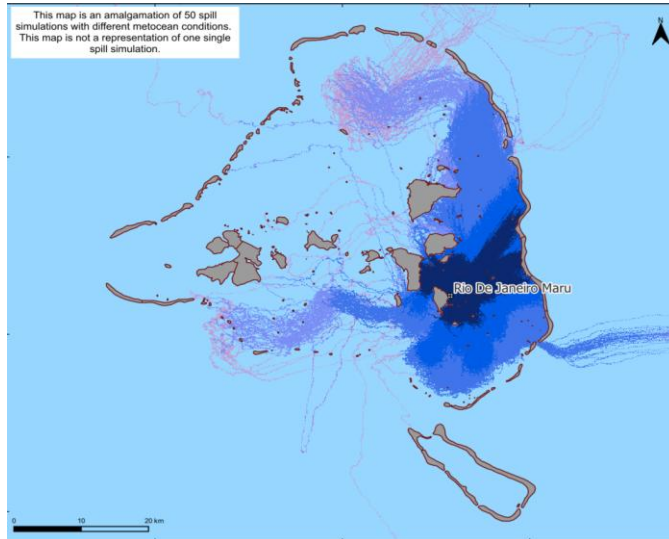 This map is an amalgamation of 50 spill
simulations with different metocean conditions.
This map is not a representation of one single
spill simulation.
N
Rio De Janeiro Maru
0 10 20 km